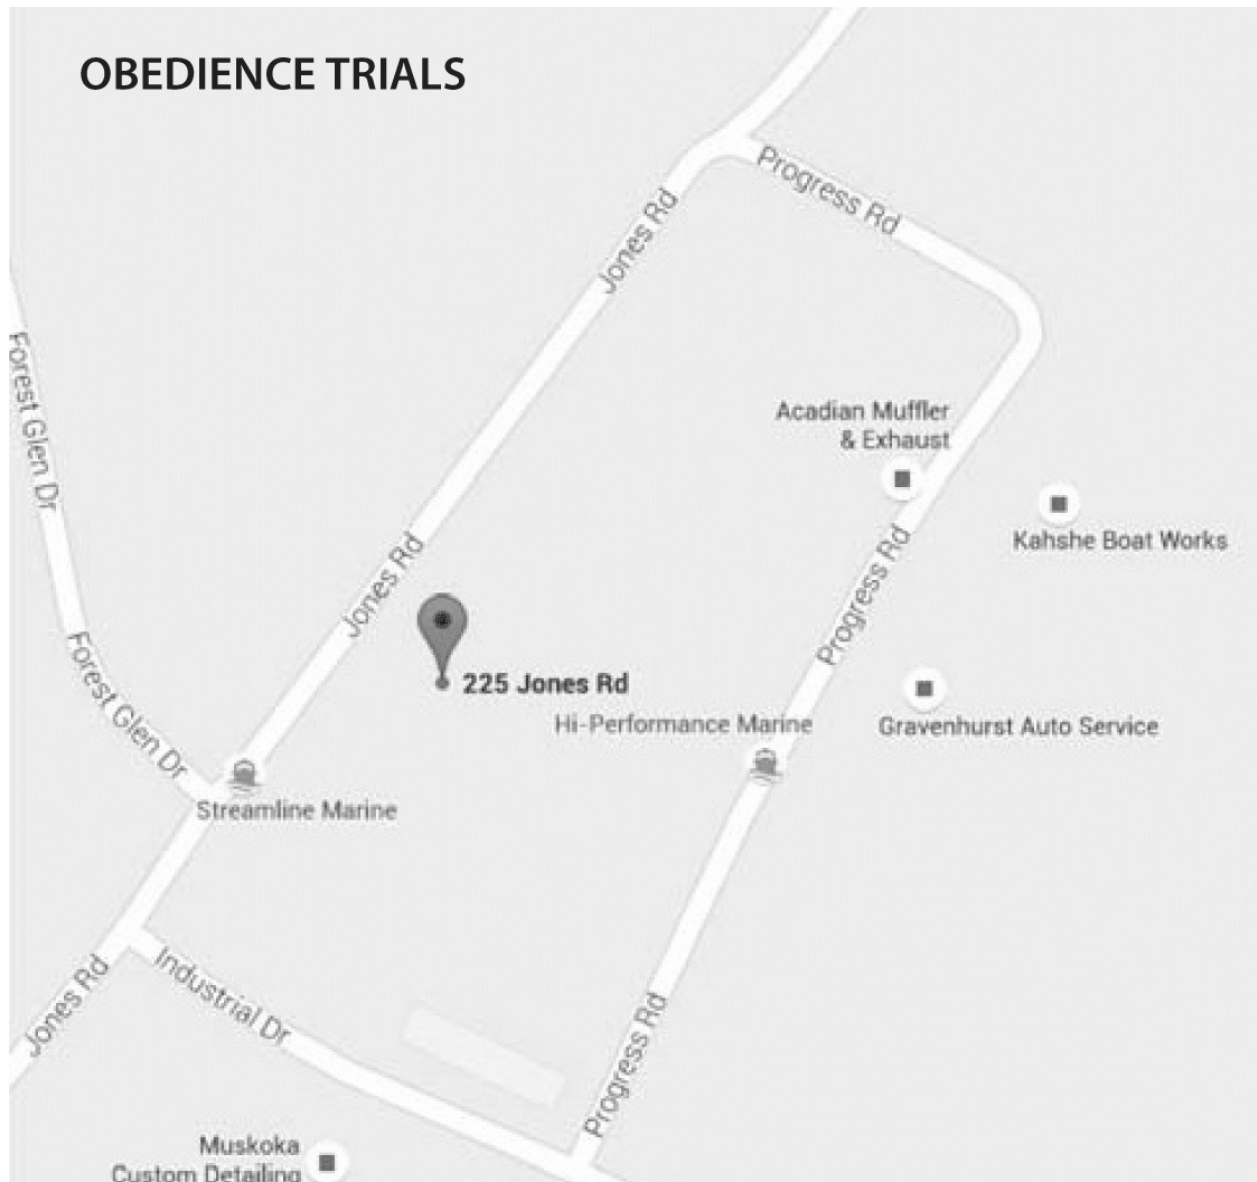 OBEDIENCE TRIALS
Progress Rd
Jones Rd
Forest Glen Dr
Acadian Muffler
& Exhaust
Kahshe Boat Works
Jones Rd
Progress Rd
Forest Glen Dr
225 Jones Rd
Hi-Performance Marine
Gravenhurst Auto Service
Streamline Marine
Jones Rd
Industrial Dr
Progress Rd
Muskoka
Custom Detailing